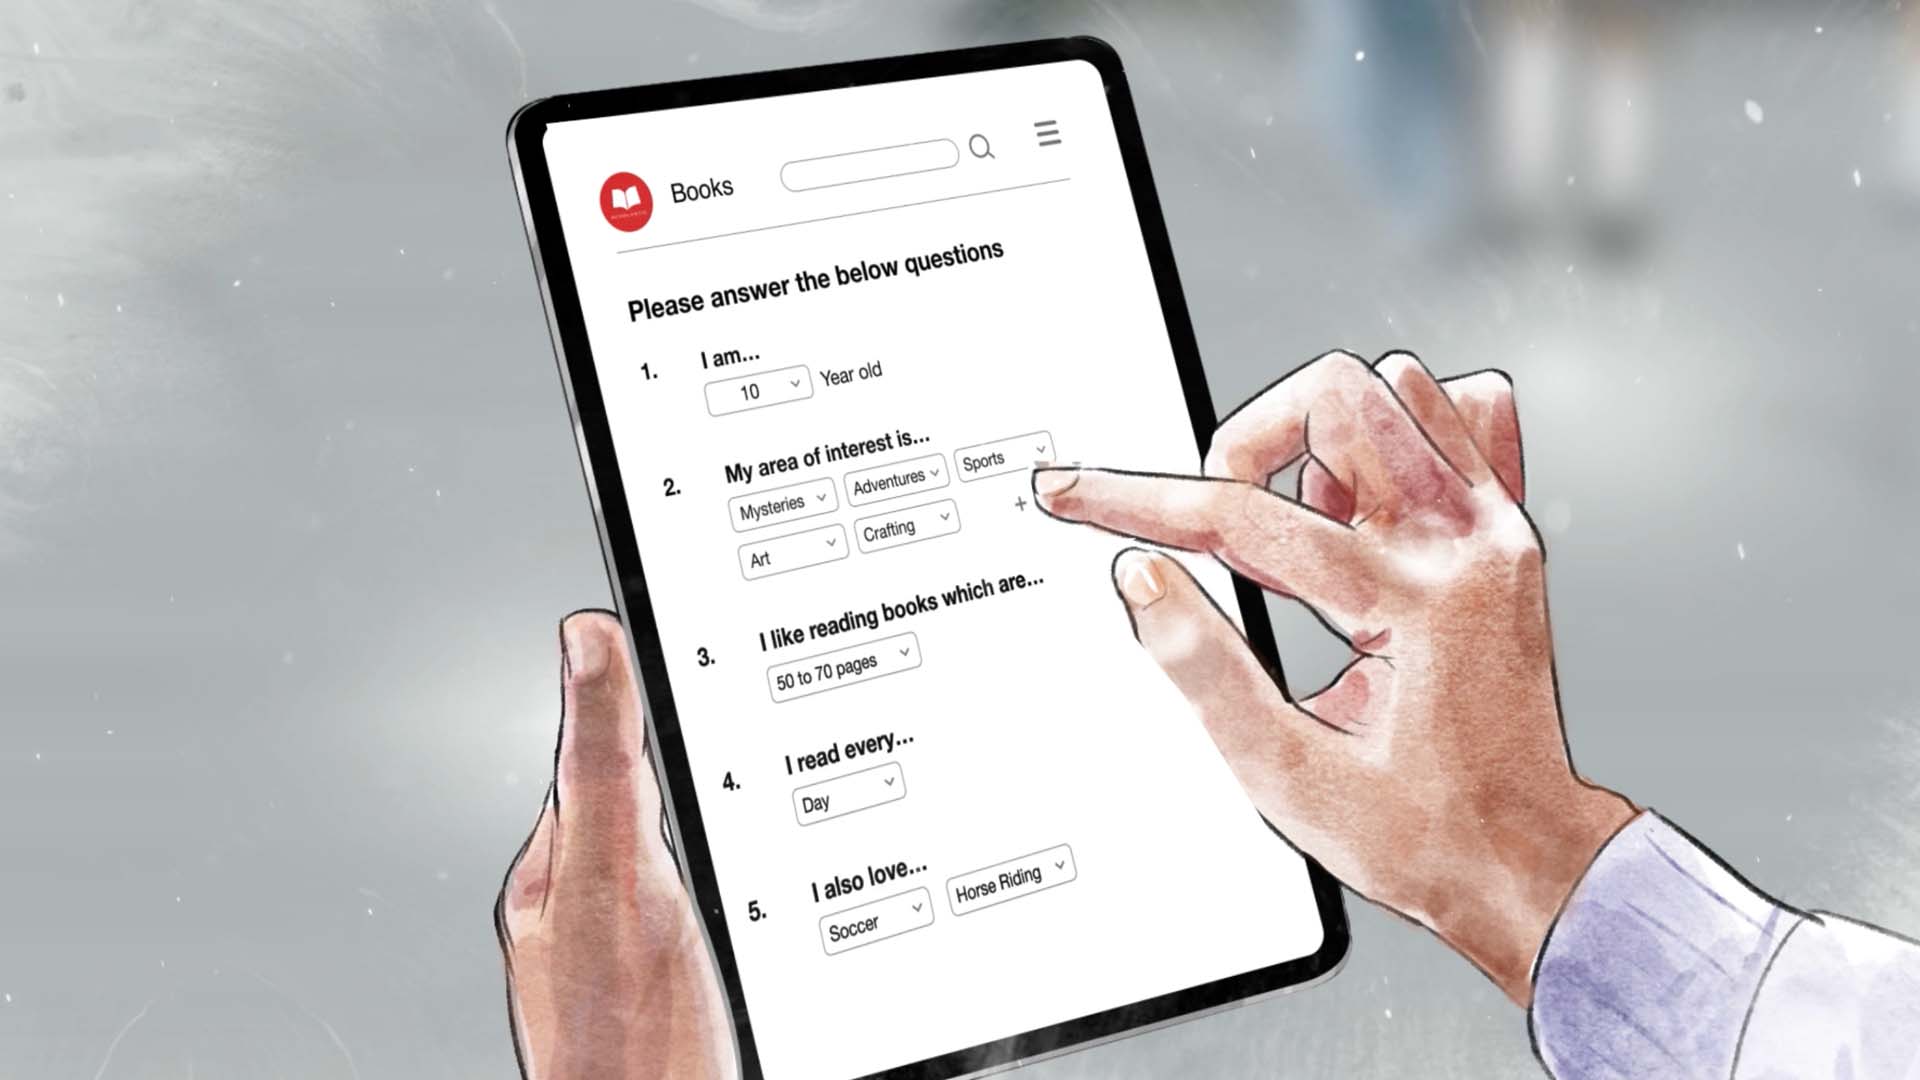 SCHOLASTIC
Books
Please answer the below questions
1. I am...
10 Year old
2. My area of interest is...
Mysteries Adventures Sports
Art Crafting +
3. I like reading books which are...
50 to 70 pages
4. I read every...
Day
5. I also love...
Soccer Horse Riding